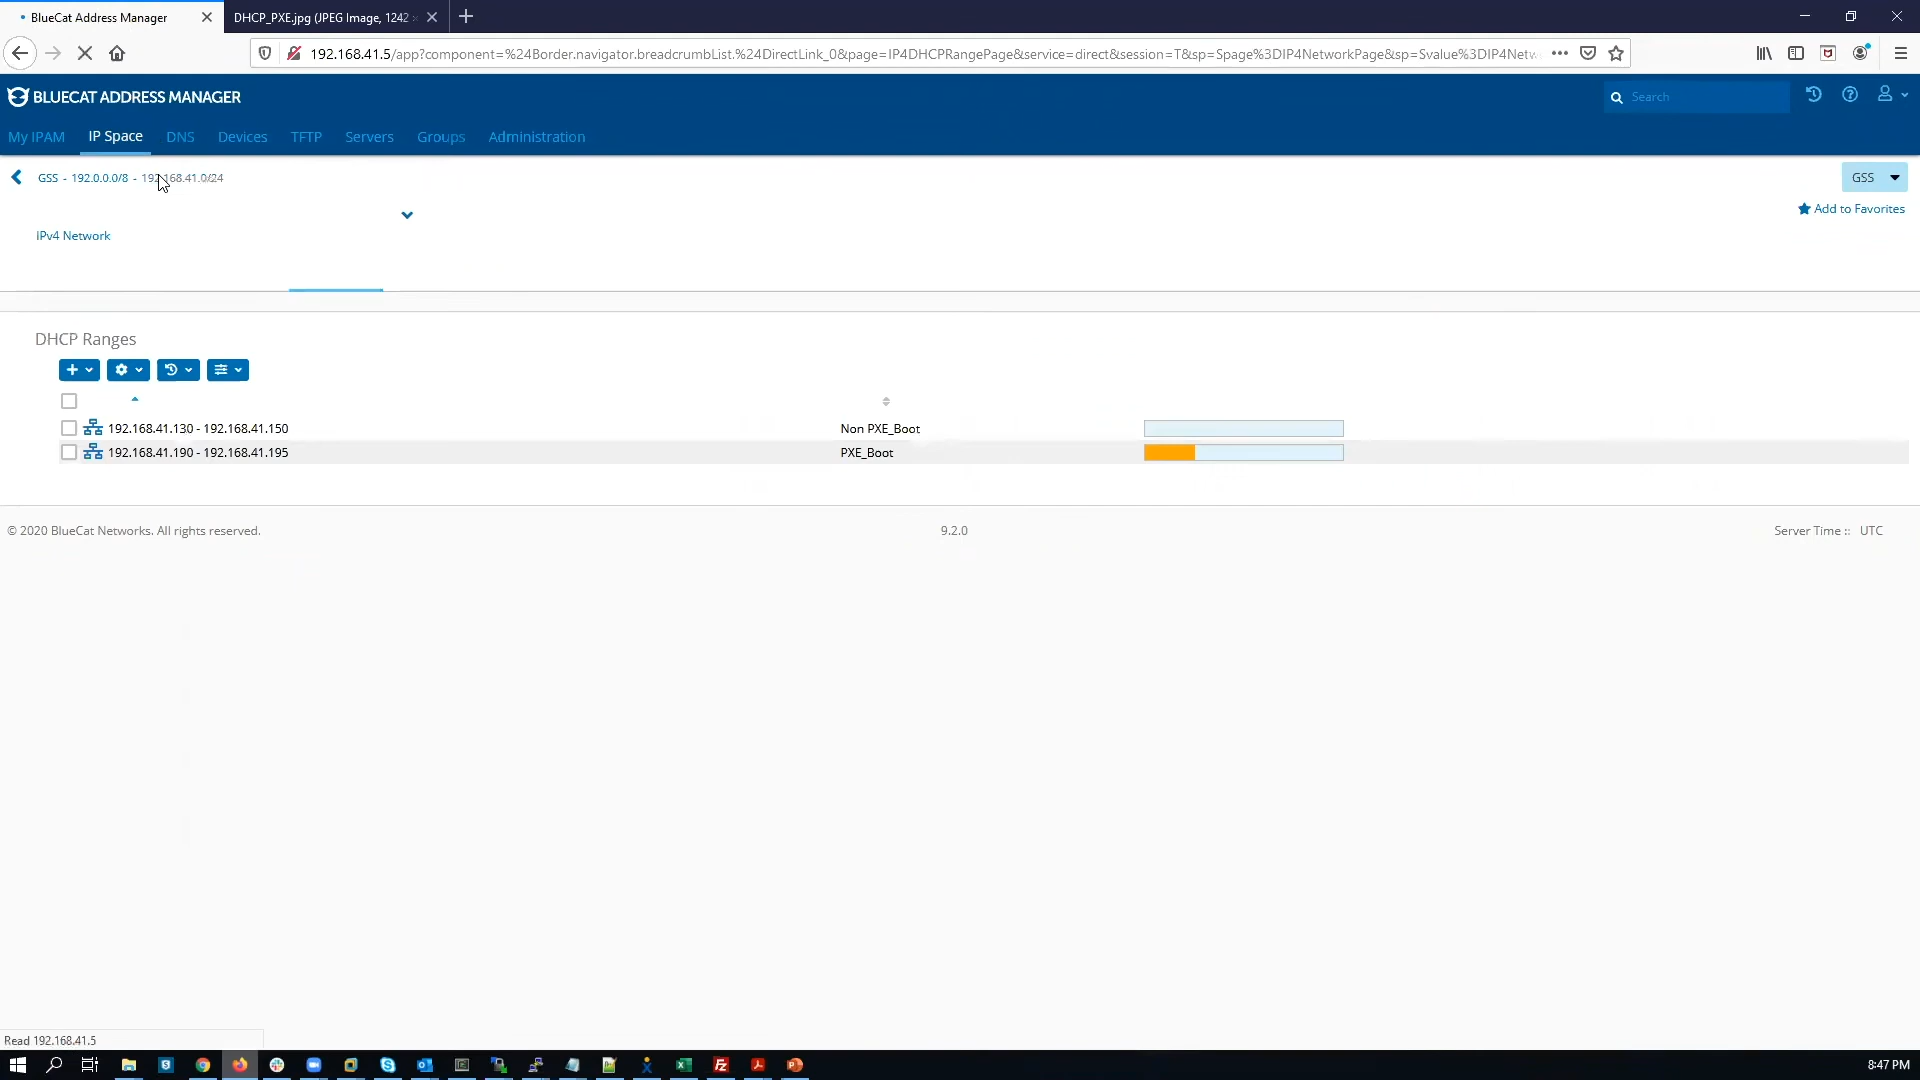 BlueCat Address Manager
DHCP_PXE.jpg (JPEG Image, 1242
192.168.41.5/app?component=%24Border.navigator.breadcrumbList.%24DirectLink_0&page=IP4DHCPRangePage&service=direct&session=T&sp=Spage%3DIP4NetworkPage&sp=Svalue%3DIP4Netw
BLUECAT ADDRESS MANAGER
Search
My IPAM IP Space DNS Devices TFTP Servers Groups Administration
GSS - 192.0.0.0/8 - 192.168.41.0/24
GSS
Add to Favorites
IPv4 Network
DHCP Ranges
192.168.41.130 - 192.168.41.150 Non PXE_Boot
192.168.41.190 - 192.168.41.195 PXE_Boot
© 2020 BlueCat Networks. All rights reserved. 9.2.0 Server Time :: UTC
Read 192.168.41.5
8:47 PM